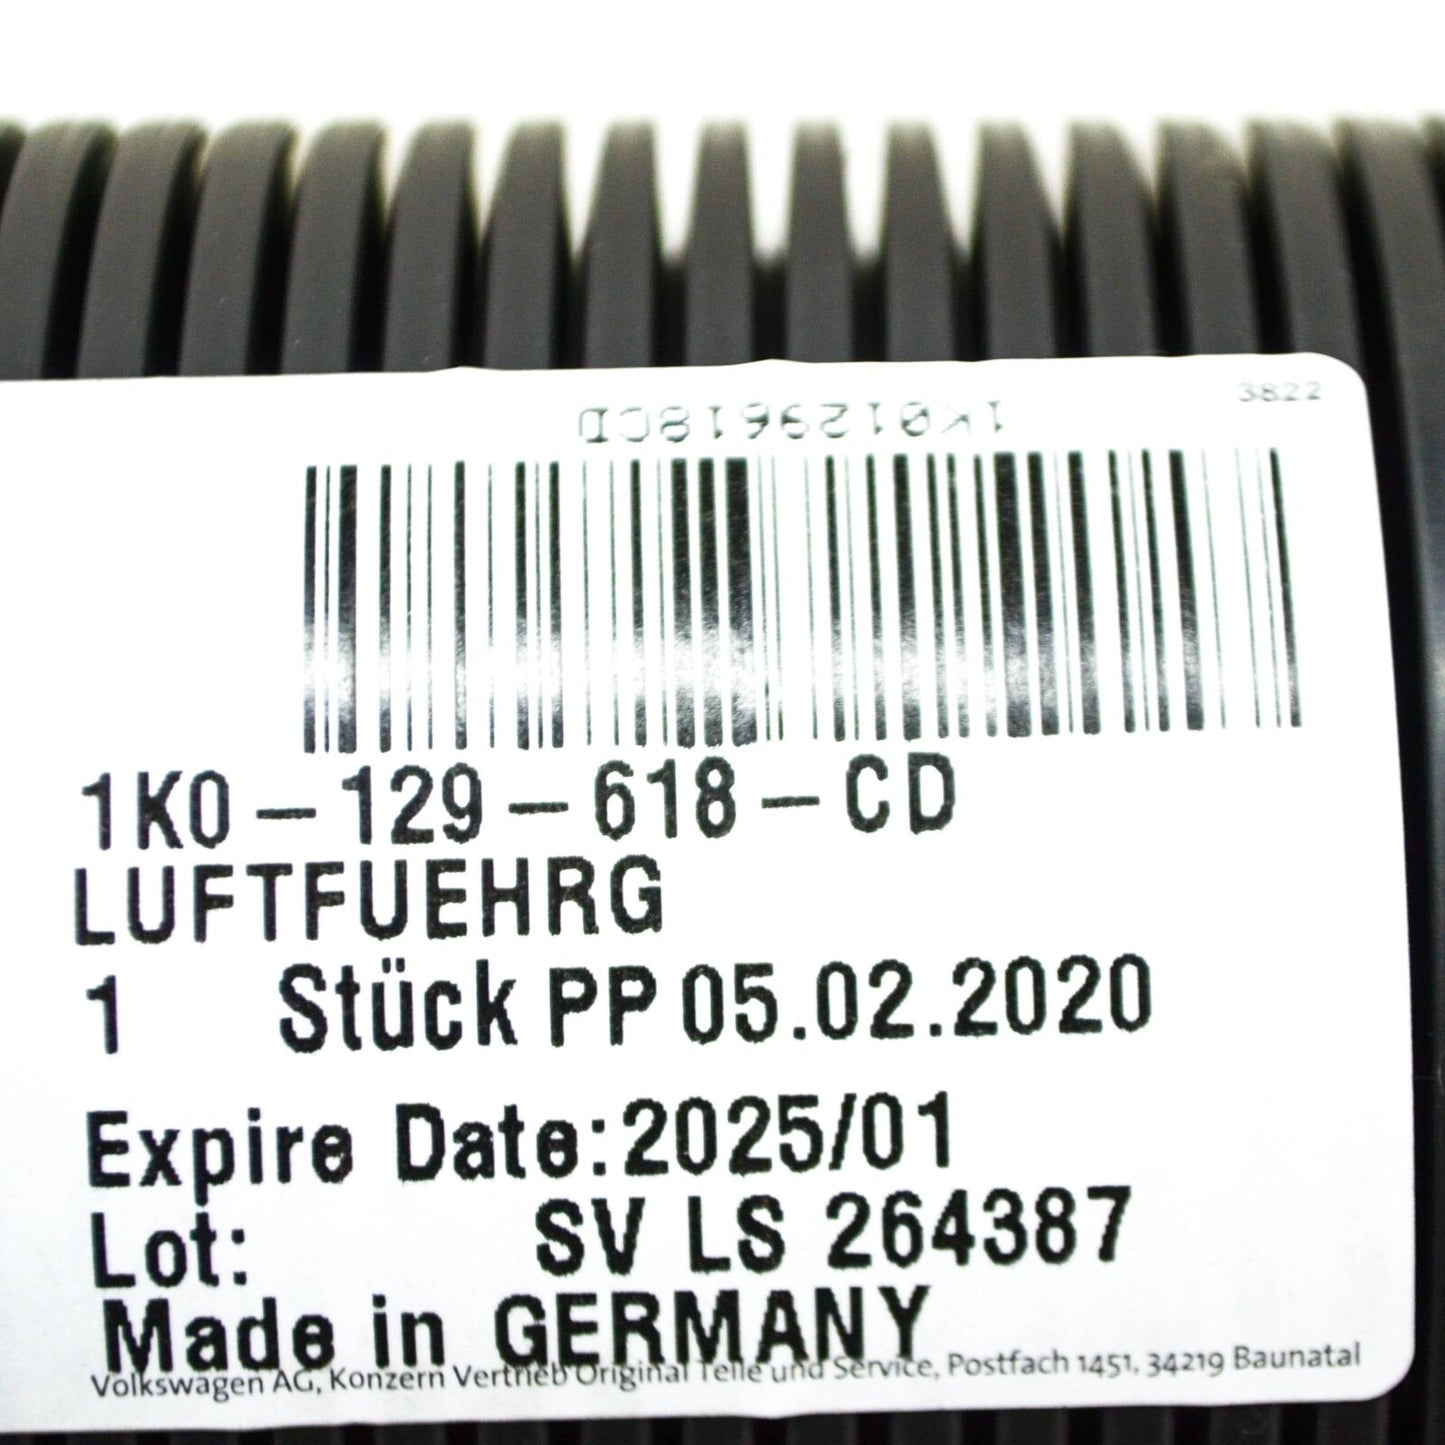 3822
1K0129618CD
1K0-129-618-CD
LUFTFUEHRG
1 Stück PP 05.02.2020
Expire Date:2025/01
Lot: SV LS 264387
Made in GERMANY
Volkswagen AG, Konzern Vertrieb Original Teile und Service, Postfach 1451, 34219 Baunatal